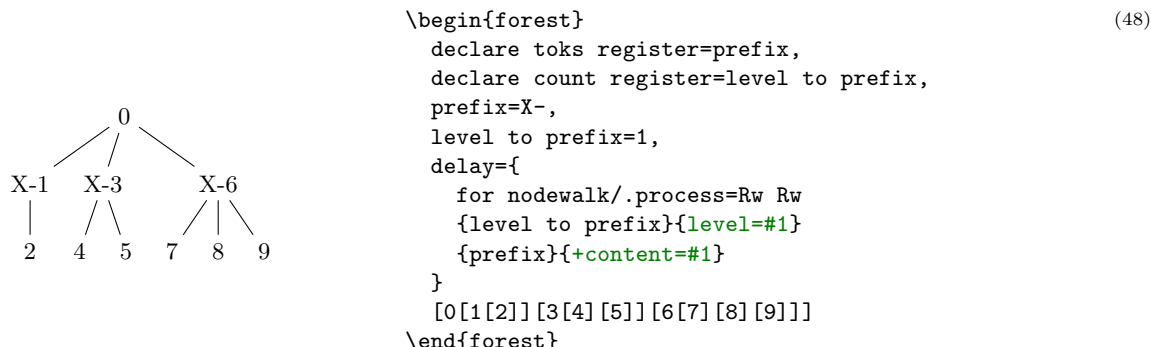 0
X-1 X-3 X-6
2 4 5 7 8 9
\begin{forest}
(48)
declare toks register=prefix,
declare count register=level to prefix,
prefix=X-,
level to prefix=1,
delay={
for nodewalk/.process=Rw Rw
{level to prefix}{level=#1}
{prefix}{+content=#1}
}
[0[1[2]][3[4][5]][6[7][8][9]]]
\end{forest}